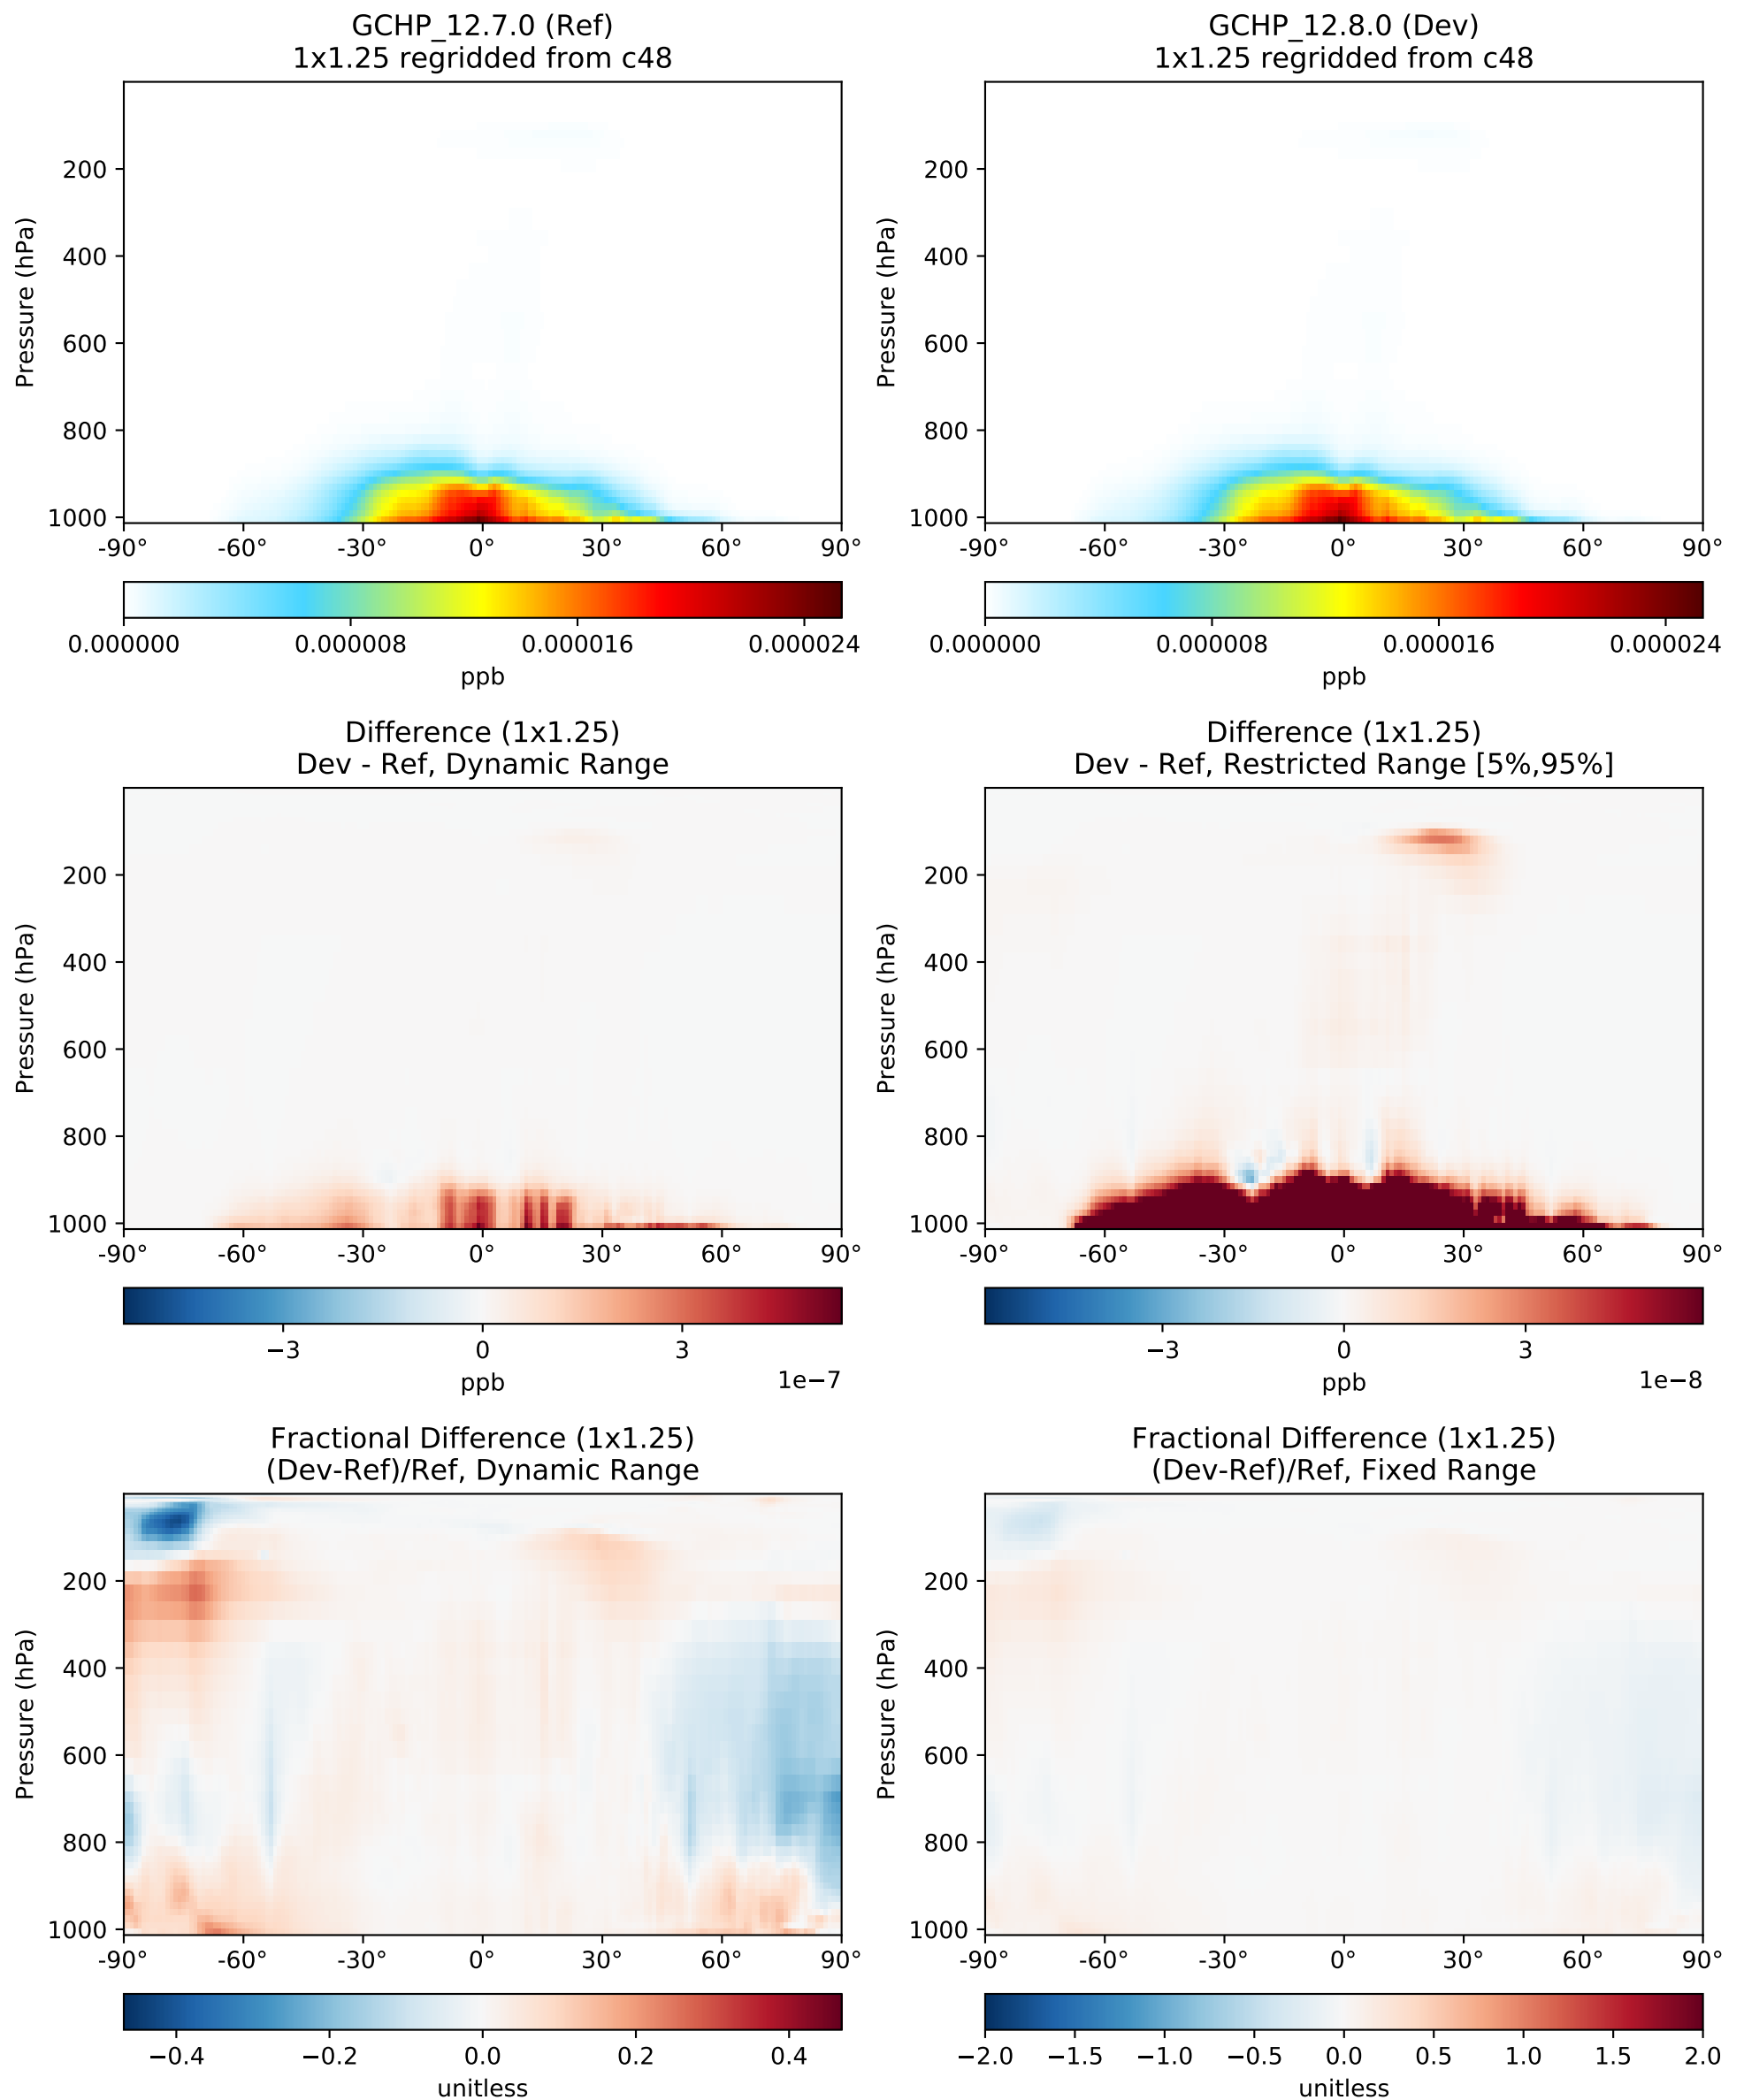 GCHP_12.7.0 (Ref)
1x1.25 regridded from c48
Pressure (hPa)
200
400
600
800
1000
-90° -60° -30° 0° 30° 60° 90°
0.000000 0.000008 0.000016 0.000024
ppb
GCHP_12.8.0 (Dev)
1x1.25 regridded from c48
Pressure (hPa)
200
400
600
800
1000
-90° -60° -30° 0° 30° 60° 90°
0.000000 0.000008 0.000016 0.000024
ppb
Difference (1x1.25)
Dev - Ref, Dynamic Range
Pressure (hPa)
200
400
600
800
1000
-90° -60° -30° 0° 30° 60° 90°
−3 0 3
ppb 1e−7
Difference (1x1.25)
Dev - Ref, Restricted Range [5%,95%]
Pressure (hPa)
200
400
600
800
1000
-90° -60° -30° 0° 30° 60° 90°
−3 0 3
ppb 1e−8
Fractional Difference (1x1.25)
(Dev-Ref)/Ref, Dynamic Range
Pressure (hPa)
200
400
600
800
1000
-90° -60° -30° 0° 30° 60° 90°
−0.4 −0.2 0.0 0.2 0.4
unitless
Fractional Difference (1x1.25)
(Dev-Ref)/Ref, Fixed Range
Pressure (hPa)
200
400
600
800
1000
-90° -60° -30° 0° 30° 60° 90°
−2.0 −1.5 −1.0 −0.5 0.0 0.5 1.0 1.5 2.0
unitless